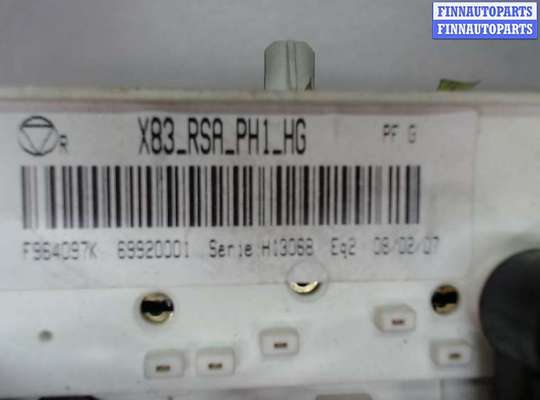 FINNAUTOPARTS
FINNAUTOPARTS
R X83_RSA_PH1_HG PF G
F964097K 69920001 Serie:H13068 Eq2 08/02/07